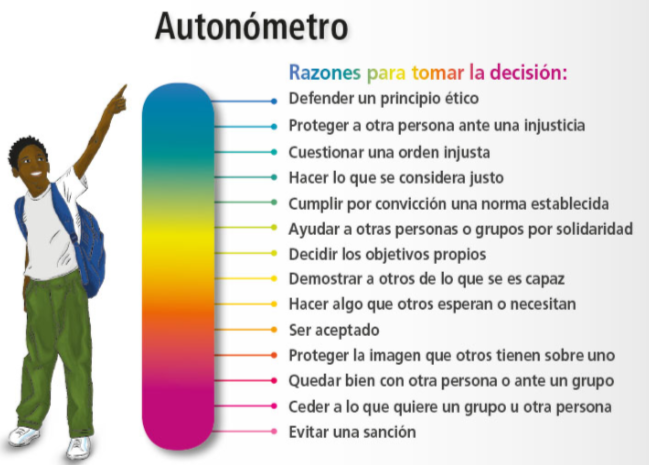 Autonómetro
Razones para tomar la decisión:
Defender un principio ético
Proteger a otra persona ante una injusticia
Cuestionar una orden injusta
Hacer lo que se considera justo
Cumplir por convicción una norma establecida
Ayudar a otras personas o grupos por solidaridad
Decidir los objetivos propios
Demostrar a otros de lo que se es capaz
Hacer algo que otros esperan o necesitan
Ser aceptado
Proteger la imagen que otros tienen sobre uno
Quedar bien con otra persona o ante un grupo
Ceder a lo que quiere un grupo u otra persona
Evitar una sanción